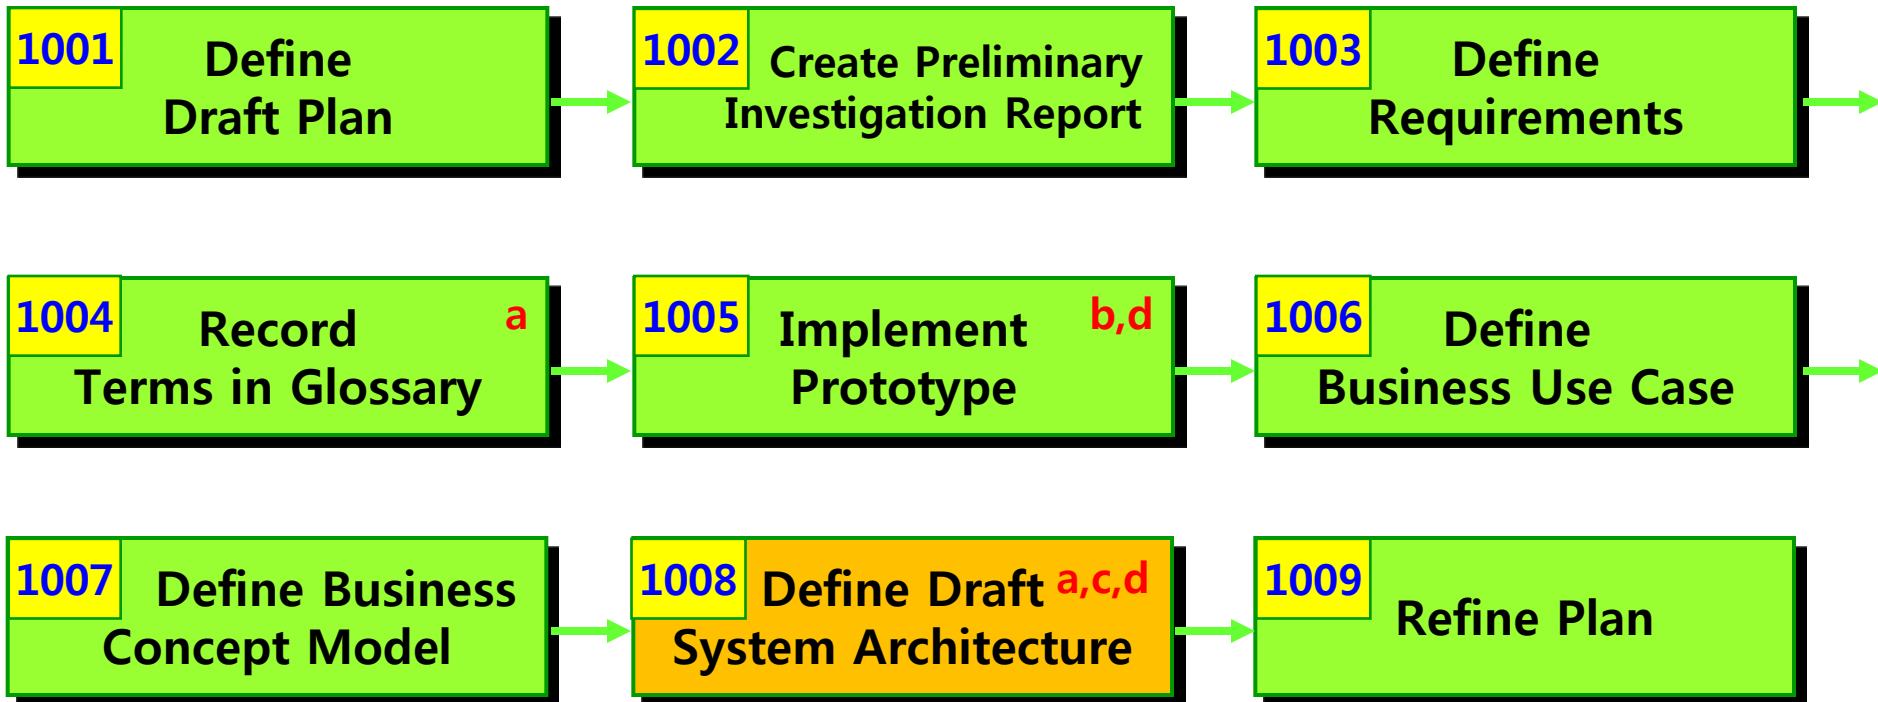 1001
Define
Draft Plan
1002
Create Preliminary
Investigation Report
1003
Define
Requirements
1004
Record
a
Terms in Glossary
1005
Implement
b,d
Prototype
1006
Define
Business Use Case
1007
Define Business
Concept Model
1008
Define Draft
a,c,d
System Architecture
1009
Refine Plan